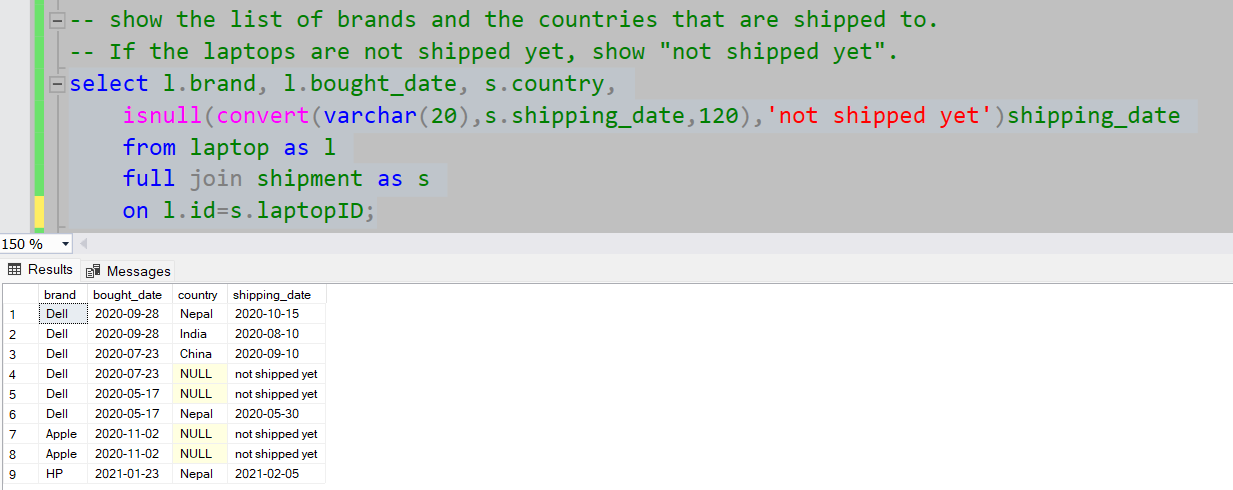 -- show the list of brands and the countries that are shipped to.
-- If the laptops are not shipped yet, show "not shipped yet".
select l.brand, l.bought_date, s.country,
isnull(convert(varchar(20),s.shipping_date,120),'not shipped yet')shipping_date
from laptop as l
full join shipment as s
on l.id=s.laptopID;
150 %
Results Messages
brand bought_date country shipping_date
1 Dell 2020-09-28 Nepal 2020-10-15
2 Dell 2020-09-28 India 2020-08-10
3 Dell 2020-07-23 China 2020-09-10
4 Dell 2020-07-23 NULL not shipped yet
5 Dell 2020-05-17 NULL not shipped yet
6 Dell 2020-05-17 Nepal 2020-05-30
7 Apple 2020-11-02 NULL not shipped yet
8 Apple 2020-11-02 NULL not shipped yet
9 HP 2021-01-23 Nepal 2021-02-05